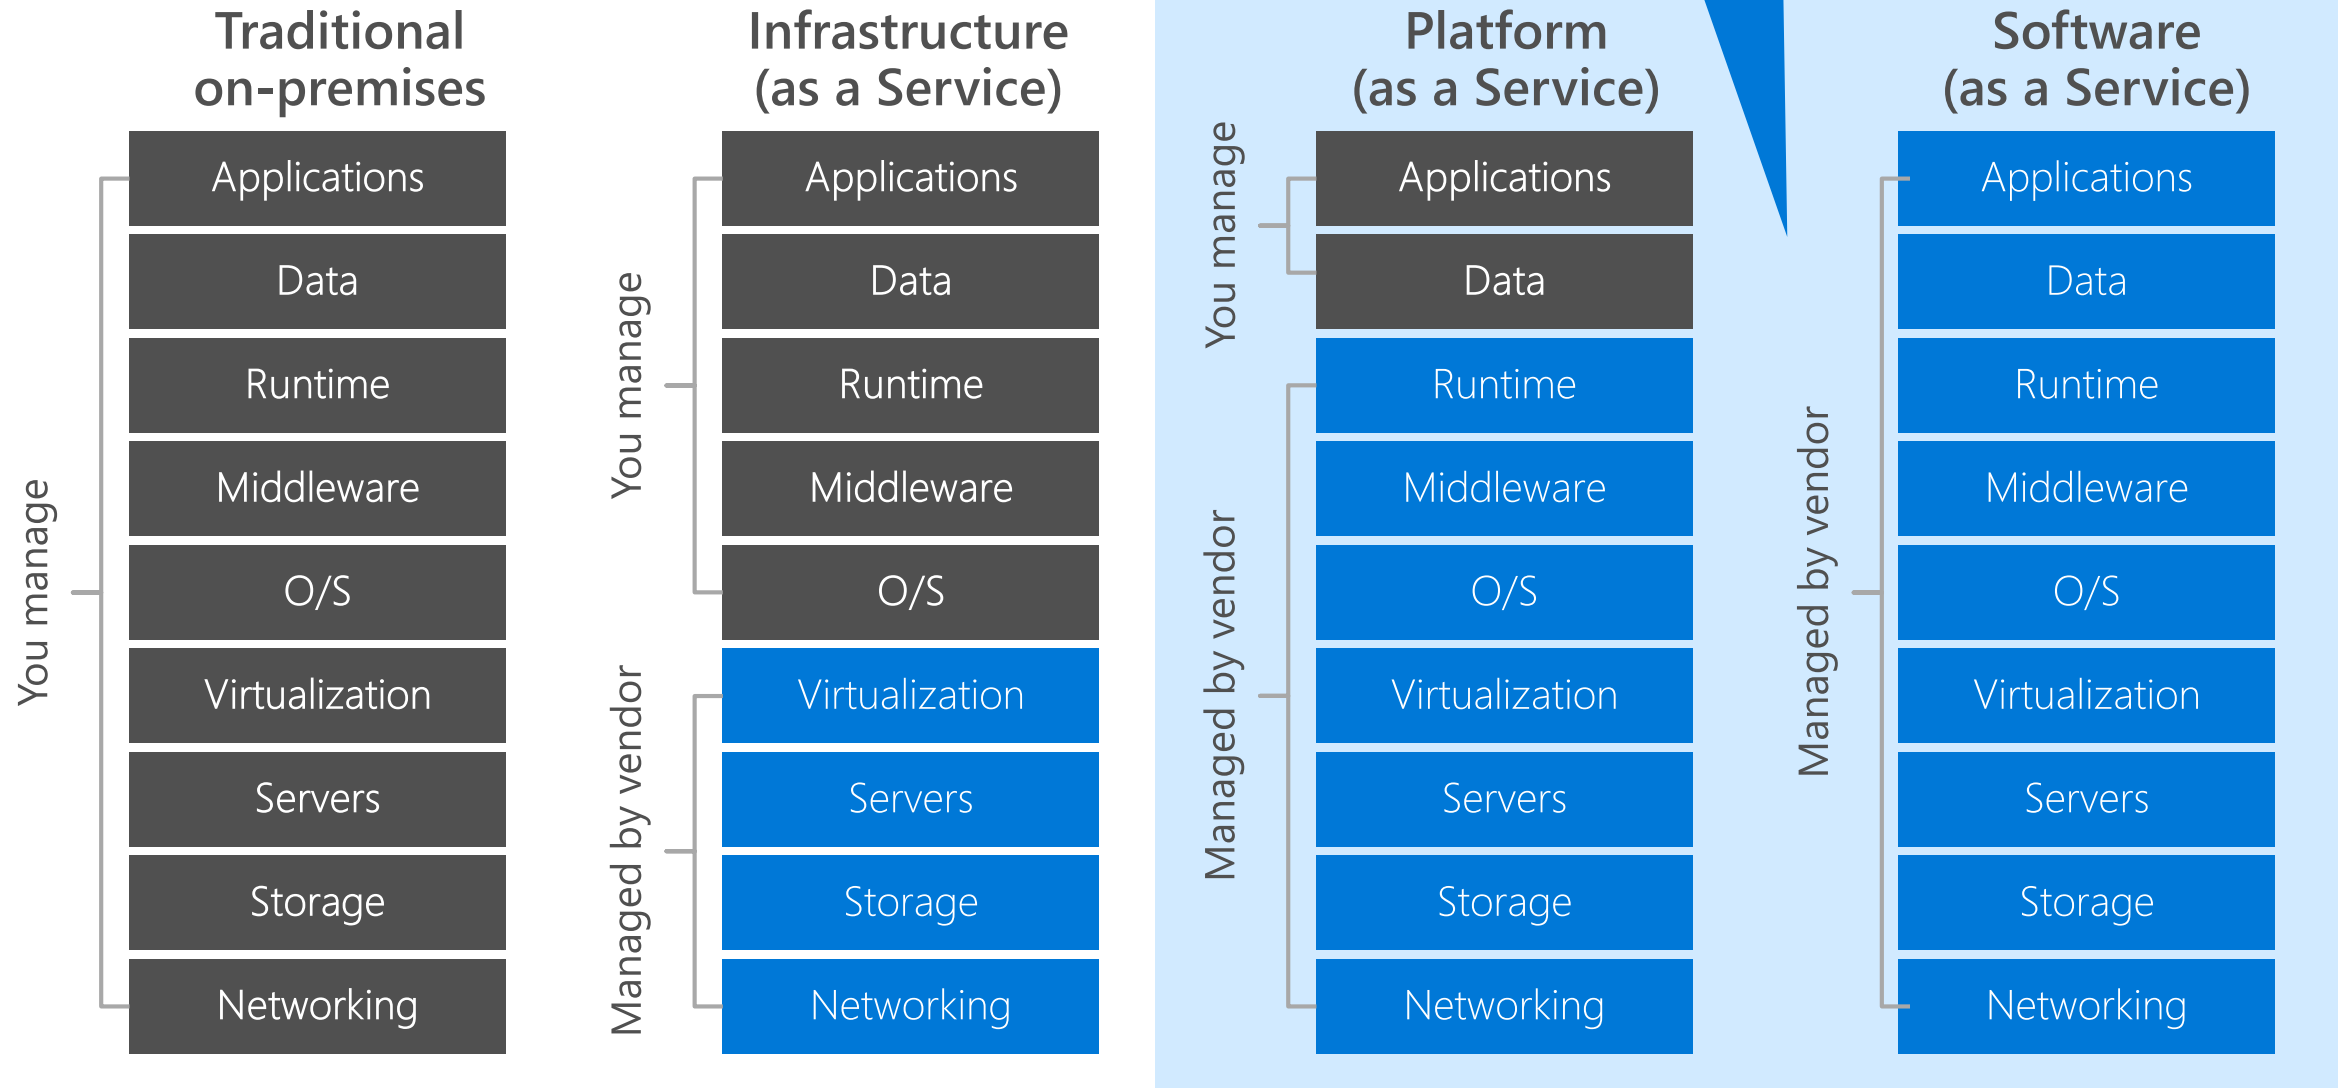 Traditional
on-premises
You manage
Applications
Data
Runtime
Middleware
O/S
Virtualization
Servers
Storage
Networking
Infrastructure
(as a Service)
You manage
Applications
Data
Runtime
Middleware
O/S
Managed by vendor
Virtualization
Servers
Storage
Networking
Platform
(as a Service)
You manage
Applications
Data
Managed by vendor
Runtime
Middleware
O/S
Virtualization
Servers
Storage
Networking
Software
(as a Service)
Managed by vendor
Applications
Data
Runtime
Middleware
O/S
Virtualization
Servers
Storage
Networking